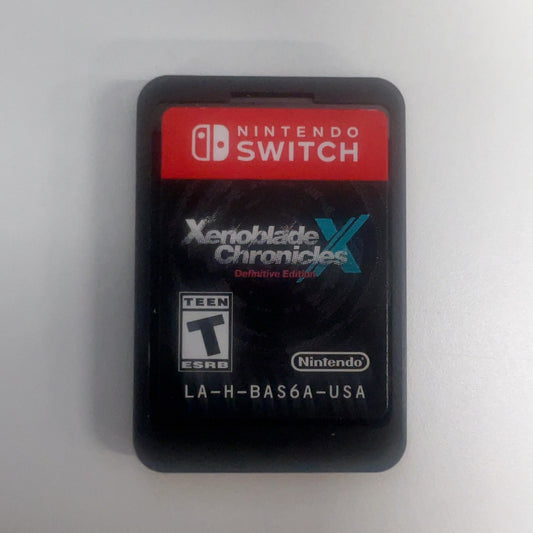 NINTENDO
SWITCH
Xenoblade
Chronicles X
Definitive Edition
TEEN
T
ESRB
Nintendo
LA-H-BAS6A-USA